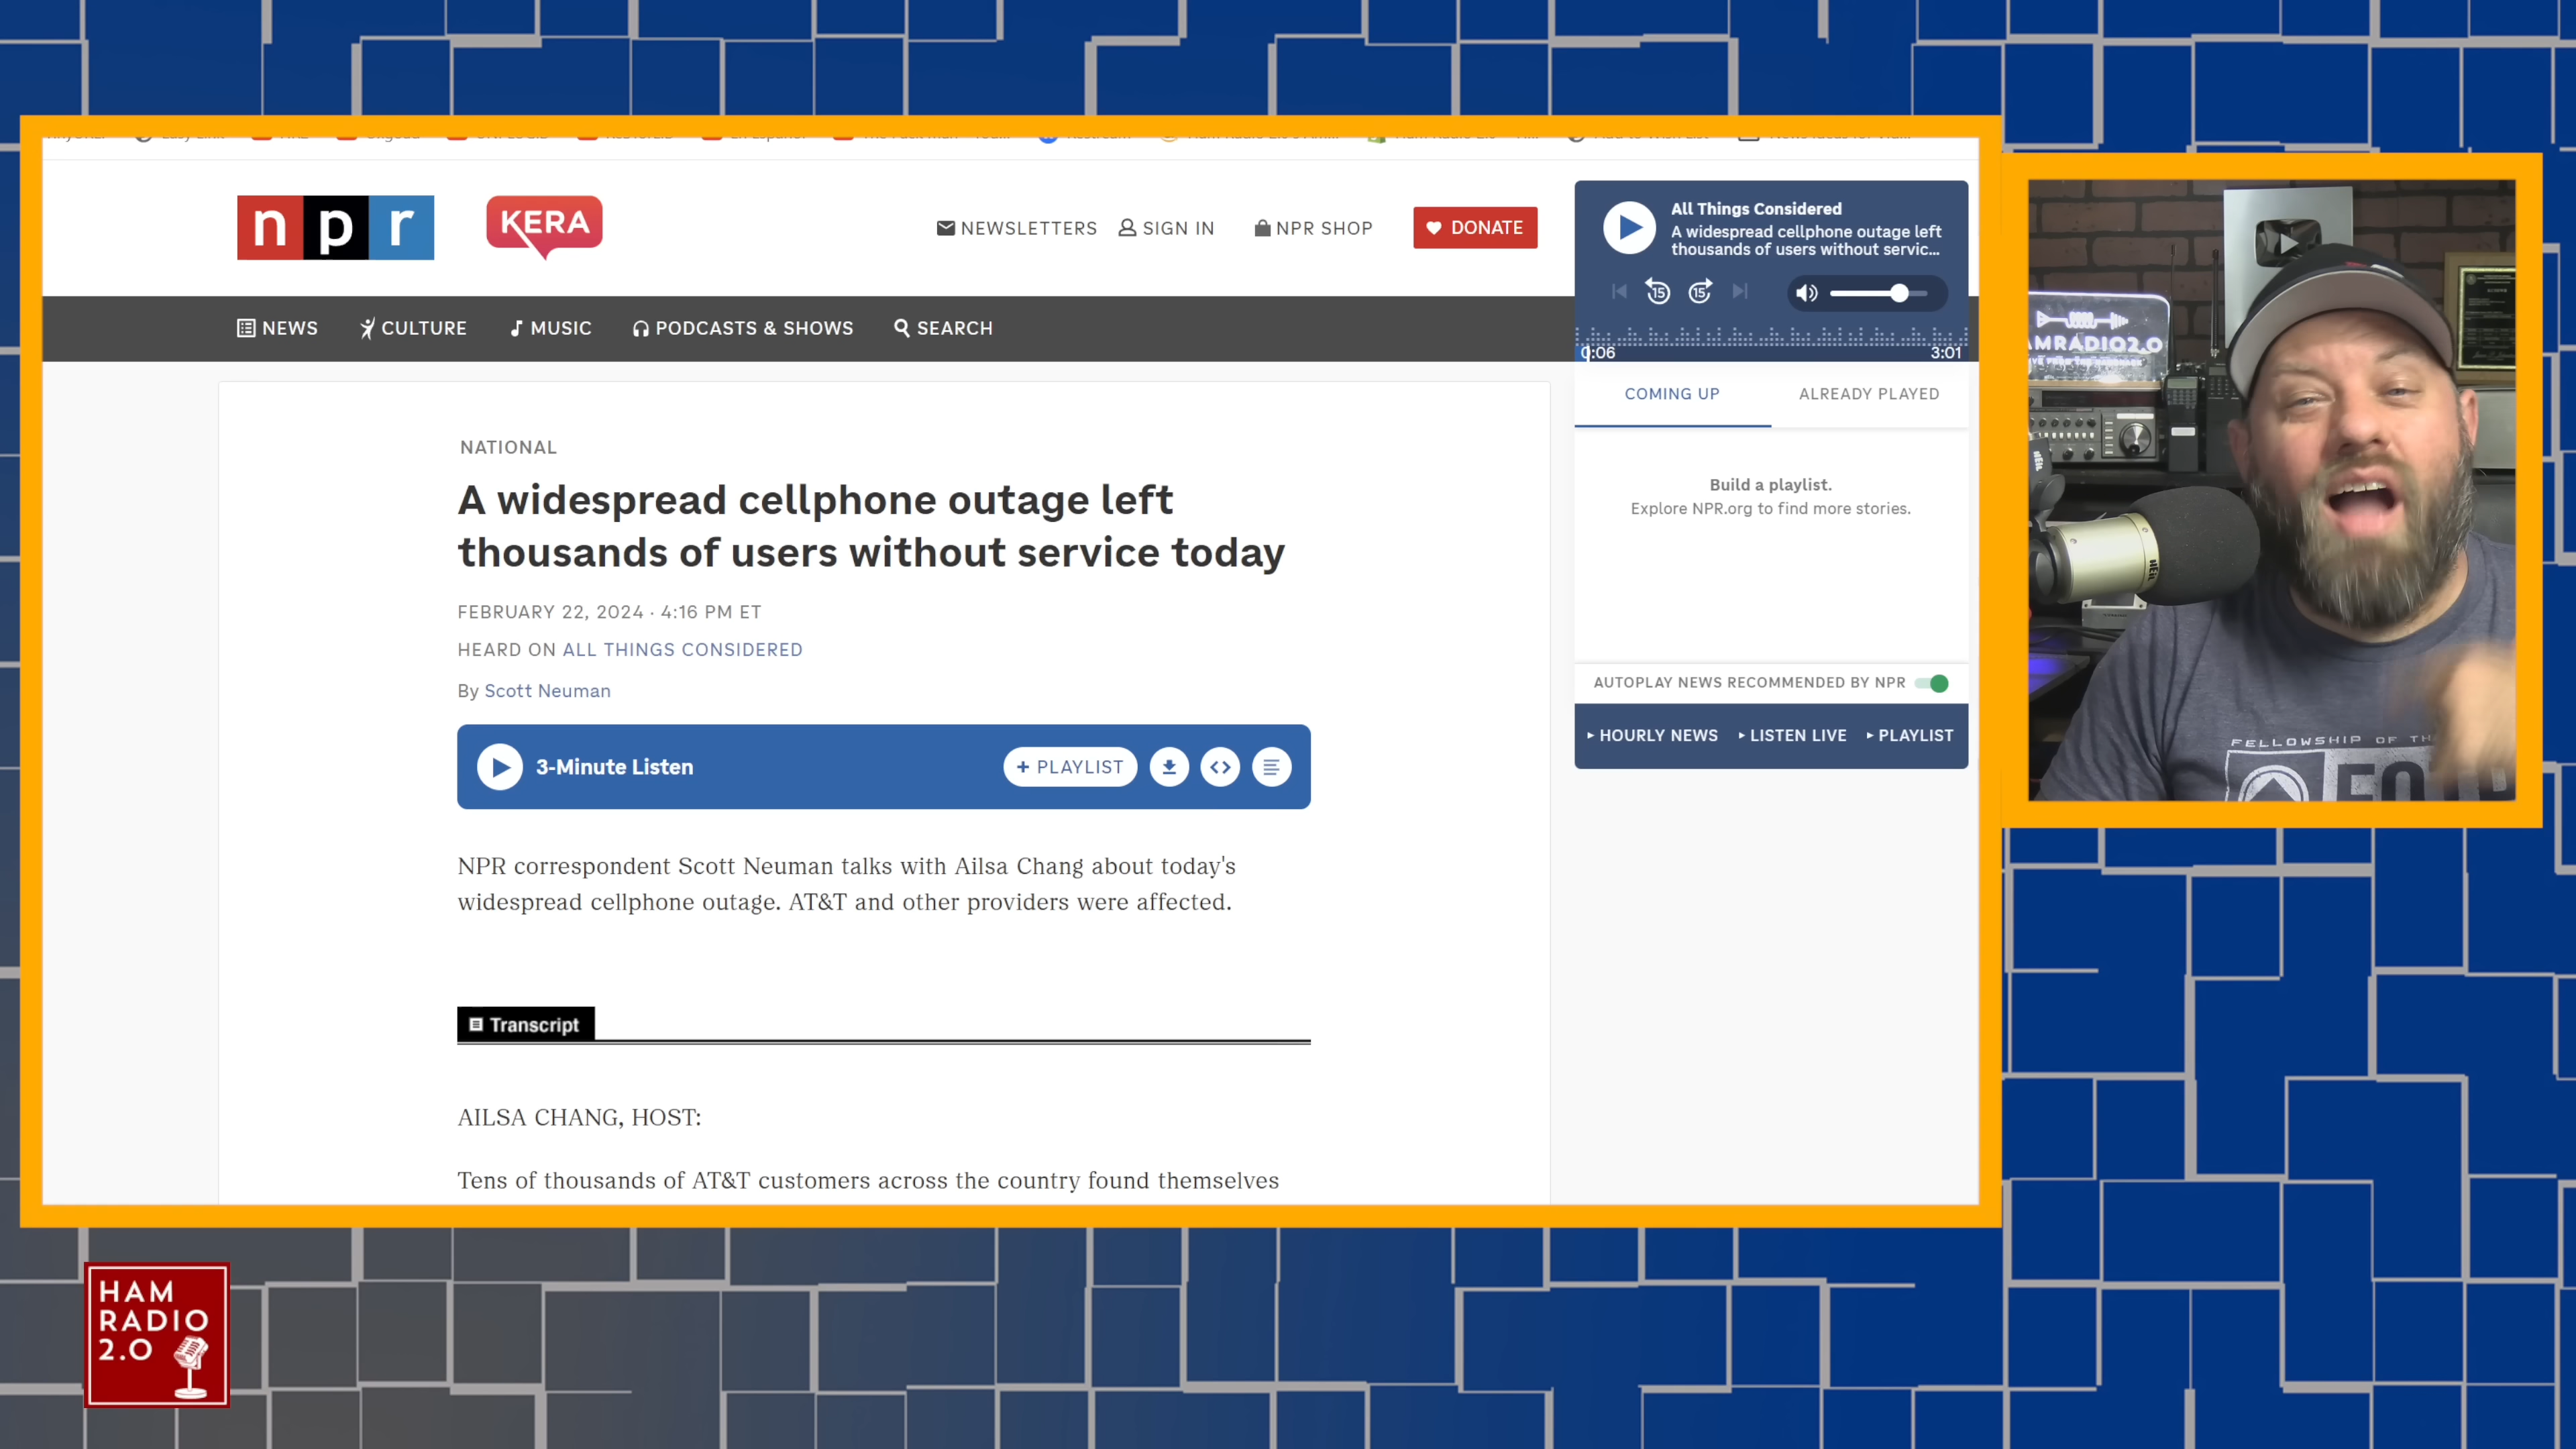 npr
KERA
NEWSLETTERS
SIGN IN
NPR SHOP
DONATE
NEWS
CULTURE
MUSIC
PODCASTS & SHOWS
SEARCH
NATIONAL
A widespread cellphone outage left
thousands of users without service today
FEBRUARY 22, 2024 · 4:16 PM ET
HEARD ON ALL THINGS CONSIDERED
By Scott Neuman
3-Minute Listen
+ PLAYLIST
NPR correspondent Scott Neuman talks with Ailsa Chang about today's
widespread cellphone outage. AT&T and other providers were affected.
Transcript
AILSA CHANG, HOST:
Tens of thousands of AT&T customers across the country found themselves
All Things Considered
A widespread cellphone outage left
thousands of users without servic...
15
15
0:06
3:01
COMING UP
ALREADY PLAYED
Build a playlist.
Explore NPR.org to find more stories.
AUTOPLAY NEWS RECOMMENDED BY NPR
HOURLY NEWS
LISTEN LIVE
PLAYLIST
AMRADIO2.0
HEIL
FELLOWSHIP OF TH
HAM
RADIO
2.0